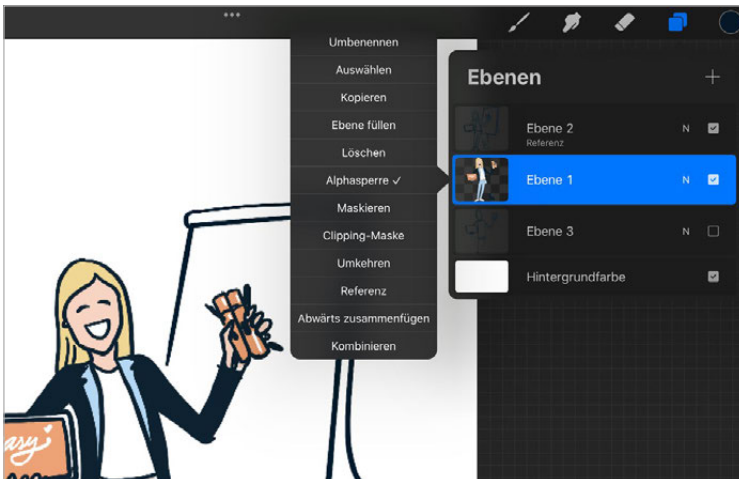 Umbenennen
Auswählen
Kopieren
Ebene füllen
Löschen
Alphasperre ✓
Maskieren
Clipping-Maske
Umkehren
Referenz
Abwärts zusammenfügen
Kombinieren
Ebenen
Ebene 2 N
Referenz
Ebene 1 N
Ebene 3 N
Hintergrundfarbe
easy